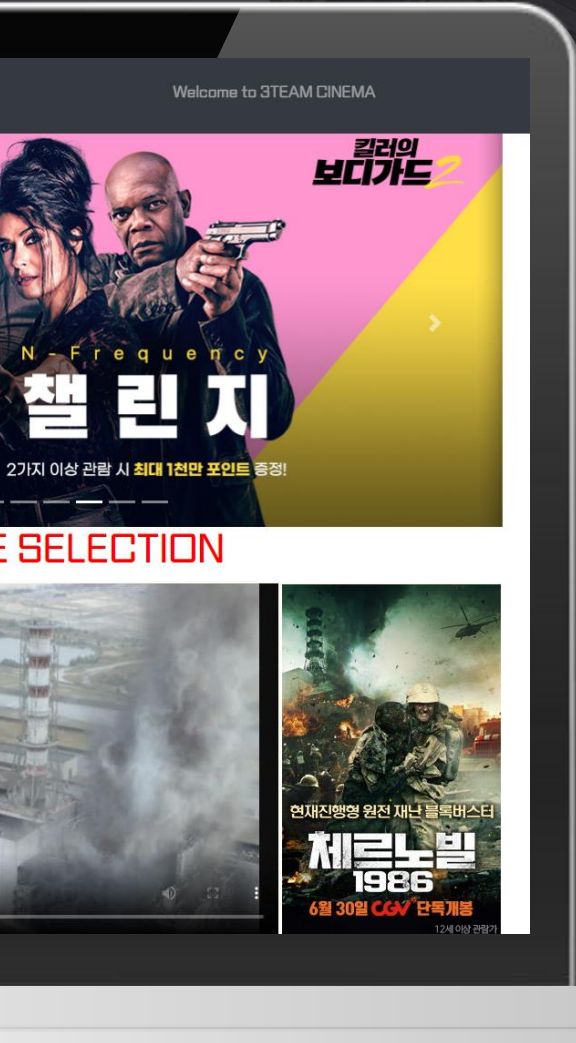 Welcome to 3TEAM CINEMA
킬러의
보디가드2
N-Frequency
챌린지
2가지 이상 관람 시 최대 1천만 포인트 증정!
E SELECTION
현재진행형 원전 재난 블록버스터
체르노빌
1986
6월 30일 CGV 단독개봉
12세 이상 관람가